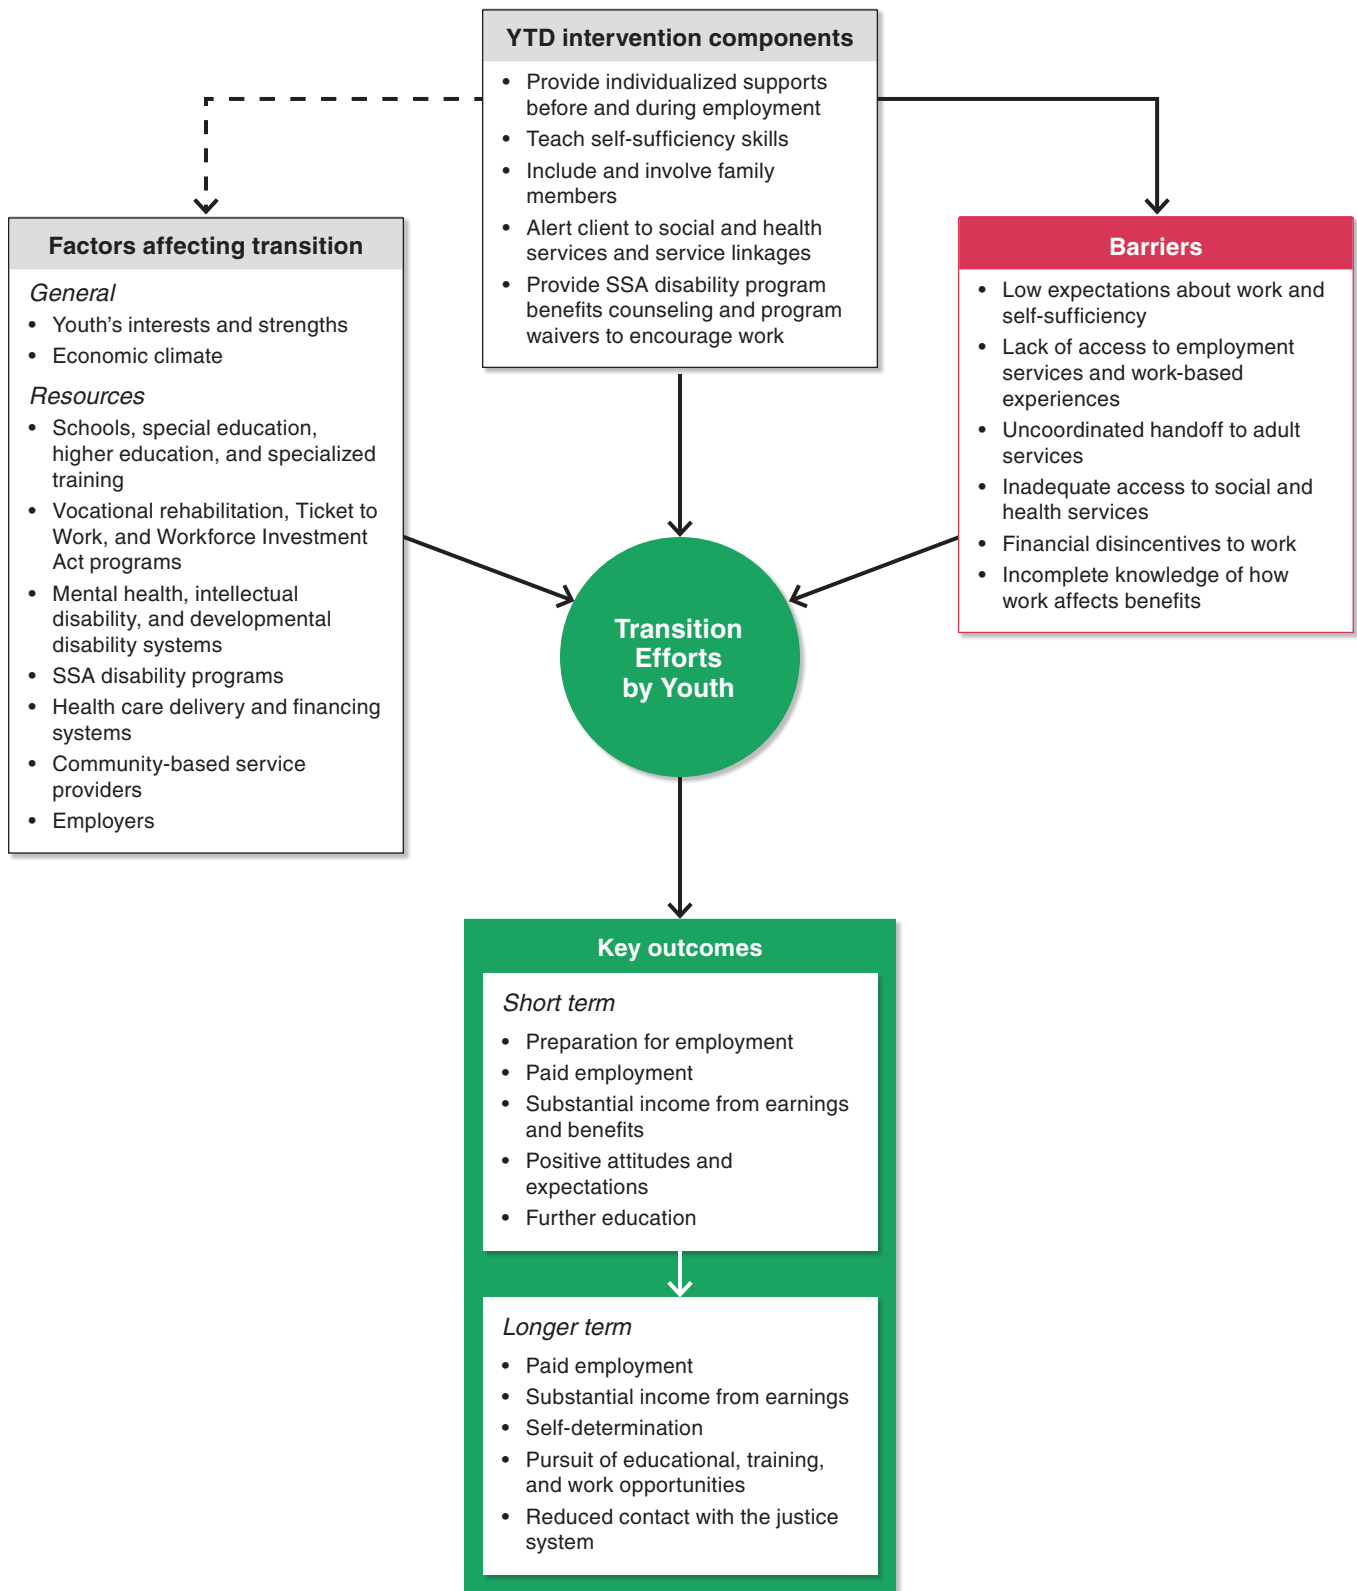 YTD intervention components
• Provide individualized supports
before and during employment
• Teach self-sufficiency skills
• Include and involve family
members
• Alert client to social and health
services and service linkages
• Provide SSA disability program
benefits counseling and program
waivers to encourage work
Factors affecting transition
General
• Youth’s interests and strengths
• Economic climate
Resources
• Schools, special education,
higher education, and specialized
training
• Vocational rehabilitation, Ticket to
Work, and Workforce Investment
Act programs
• Mental health, intellectual
disability, and developmental
disability systems
• SSA disability programs
• Health care delivery and financing
systems
• Community-based service
providers
• Employers
Barriers
• Low expectations about work and
self-sufficiency
• Lack of access to employment
services and work-based
experiences
• Uncoordinated handoff to adult
services
• Inadequate access to social and
health services
• Financial disincentives to work
• Incomplete knowledge of how
work affects benefits
Transition
Efforts
by Youth
Key outcomes
Short term
• Preparation for employment
• Paid employment
• Substantial income from earnings
and benefits
• Positive attitudes and
expectations
• Further education
Longer term
• Paid employment
• Substantial income from earnings
• Self-determination
• Pursuit of educational, training,
and work opportunities
• Reduced contact with the justice
system